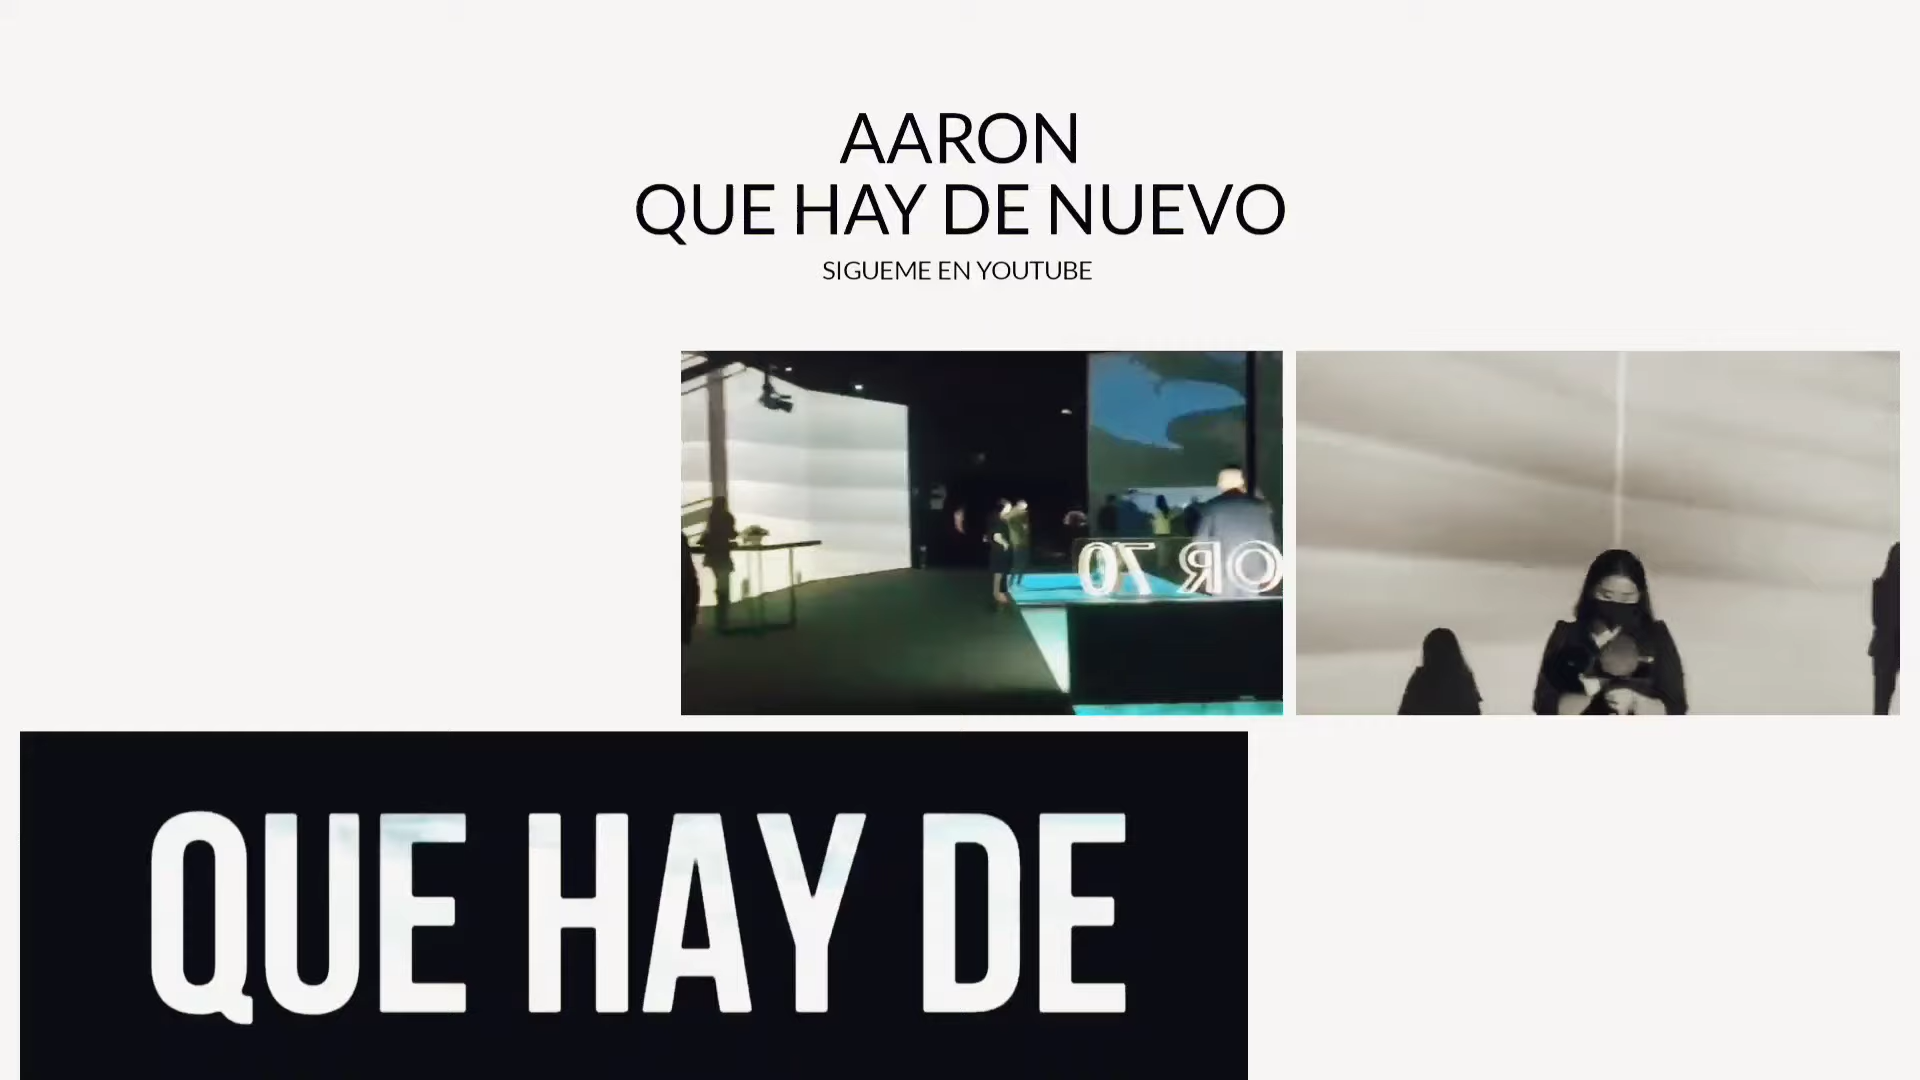 AARON
QUE HAY DE NUEVO
SIGUEME EN YOUTUBE
OR 70
QUE HAY DE